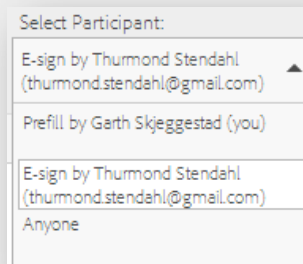 Select Participant:
E-sign by Thurmond Stendahl
(thurmond.stendahl@gmail.com)
Prefill by Garth Skjeggestad (you)
E-sign by Thurmond Stendahl
(thurmond.stendahl@gmail.com)
Anyone